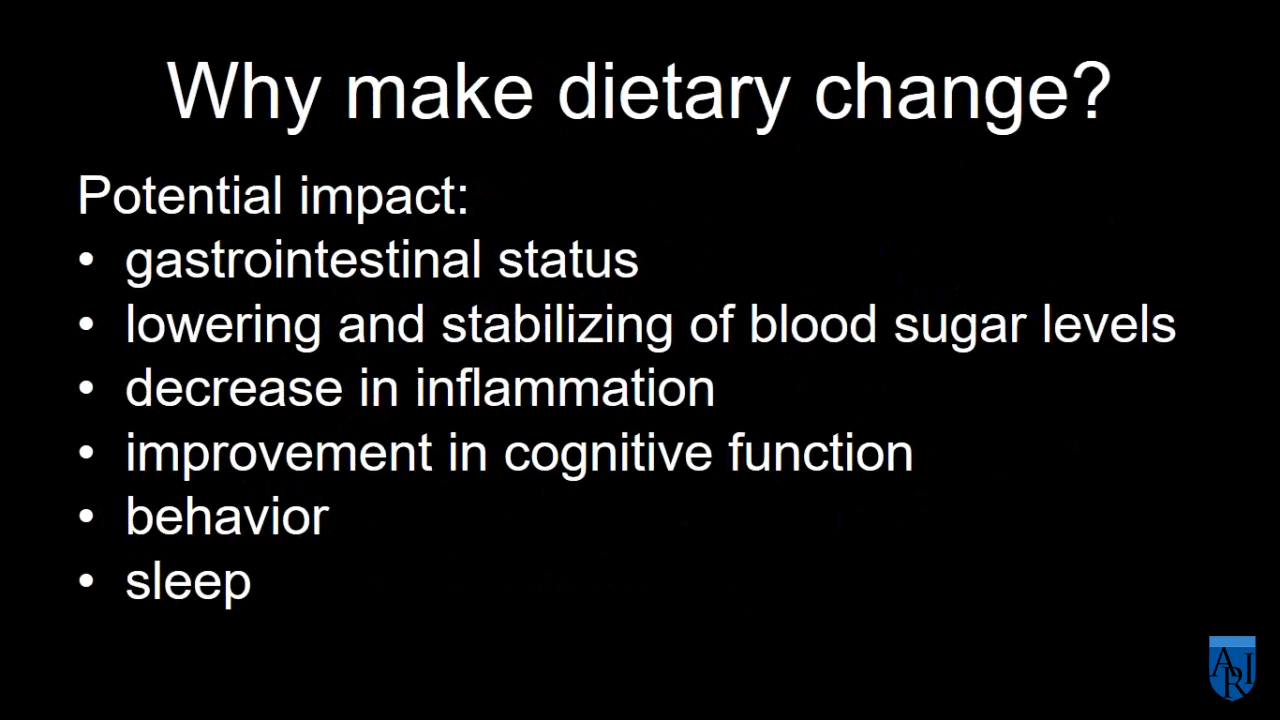 Why make dietary change?
Potential impact:
• gastrointestinal status
• lowering and stabilizing of blood sugar levels
• decrease in inflammation
• improvement in cognitive function
• behavior
• sleep
ARI